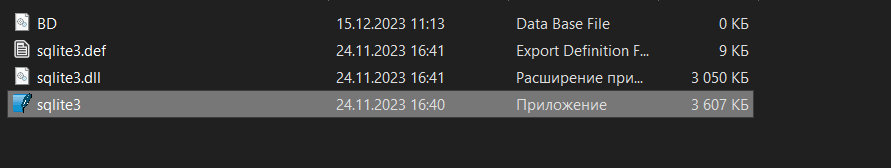 BD 15.12.2023 11:13 Data Base File 0 КБ
sqlite3.def 24.11.2023 16:41 Export Definition F... 9 КБ
sqlite3.dll 24.11.2023 16:41 Расширение при... 3 050 КБ
sqlite3 24.11.2023 16:40 Приложение 3 607 КБ